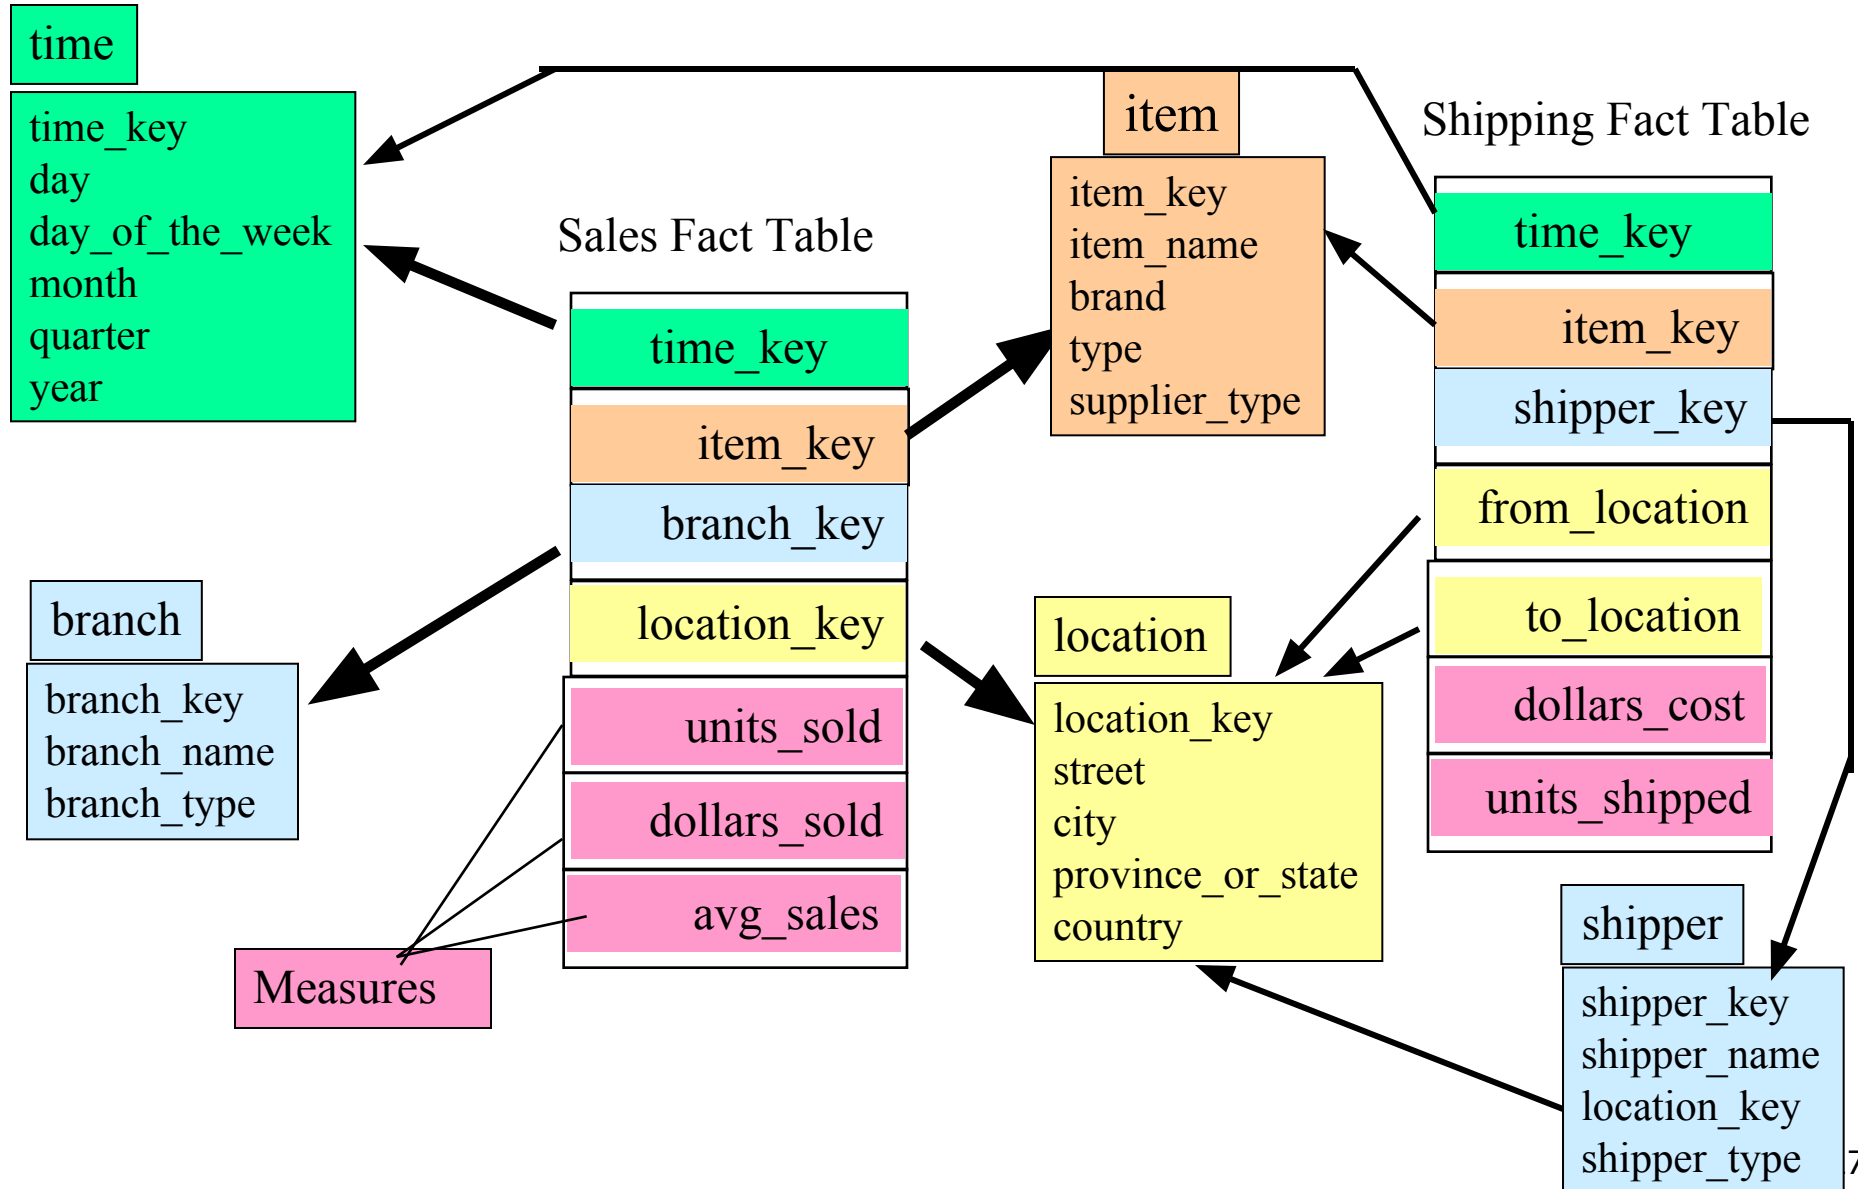 time
time_key
day
day_of_the_week
month
quarter
year
Sales Fact Table
time_key
item_key
branch_key
location_key
units_sold
dollars_sold
avg_sales
Measures
branch
branch_key
branch_name
branch_type
item
item_key
item_name
brand
type
supplier_type
location
location_key
street
city
province_or_state
country
Shipping Fact Table
time_key
item_key
shipper_key
from_location
to_location
dollars_cost
units_shipped
shipper
shipper_key
shipper_name
location_key
shipper_type